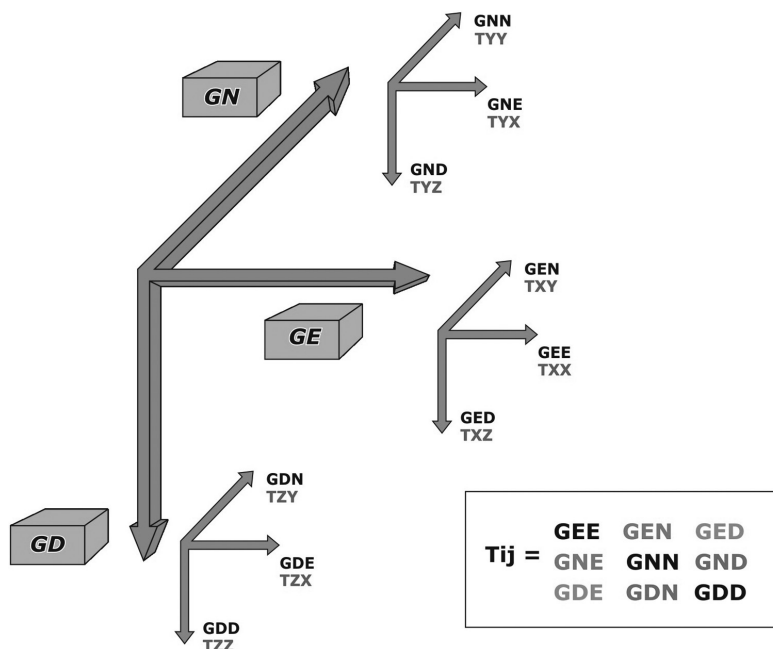 GN
GNN
TYY
GNE
TYX
GND
TYZ
GE
GEN
TXY
GEE
TXX
GED
TXZ
GD
GDN
TZY
GDE
TZX
GDD
TZZ
Tij =
GEE GEN GED
GNE GNN GND
GDE GDN GDD